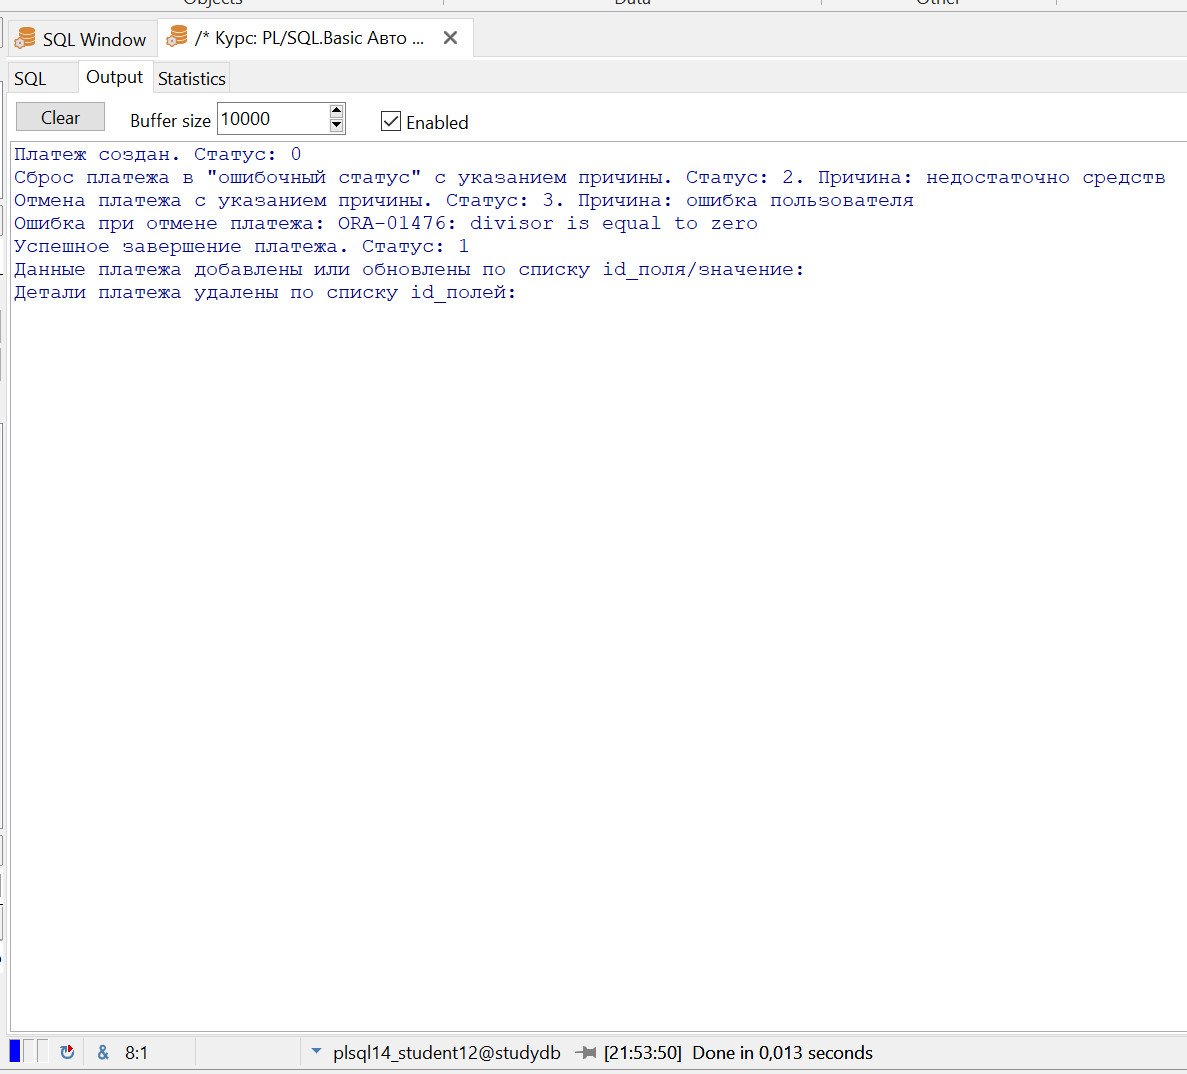 Objects Data Other
SQL Window /* Курс: PL/SQL.Basic Авто ...
SQL Output Statistics
Clear Buffer size 10000 Enabled
Платеж создан. Статус: 0
Сброс платежа в "ошибочный статус" с указанием причины. Статус: 2. Причина: недостаточно средств
Отмена платежа с указанием причины. Статус: 3. Причина: ошибка пользователя
Ошибка при отмене платежа: ORA-01476: divisor is equal to zero
Успешное завершение платежа. Статус: 1
Данные платежа добавлены или обновлены по списку id_поля/значение:
Детали платежа удалены по списку id_полей:
& 8:1 plsql14_student12@studydb [21:53:50] Done in 0,013 seconds